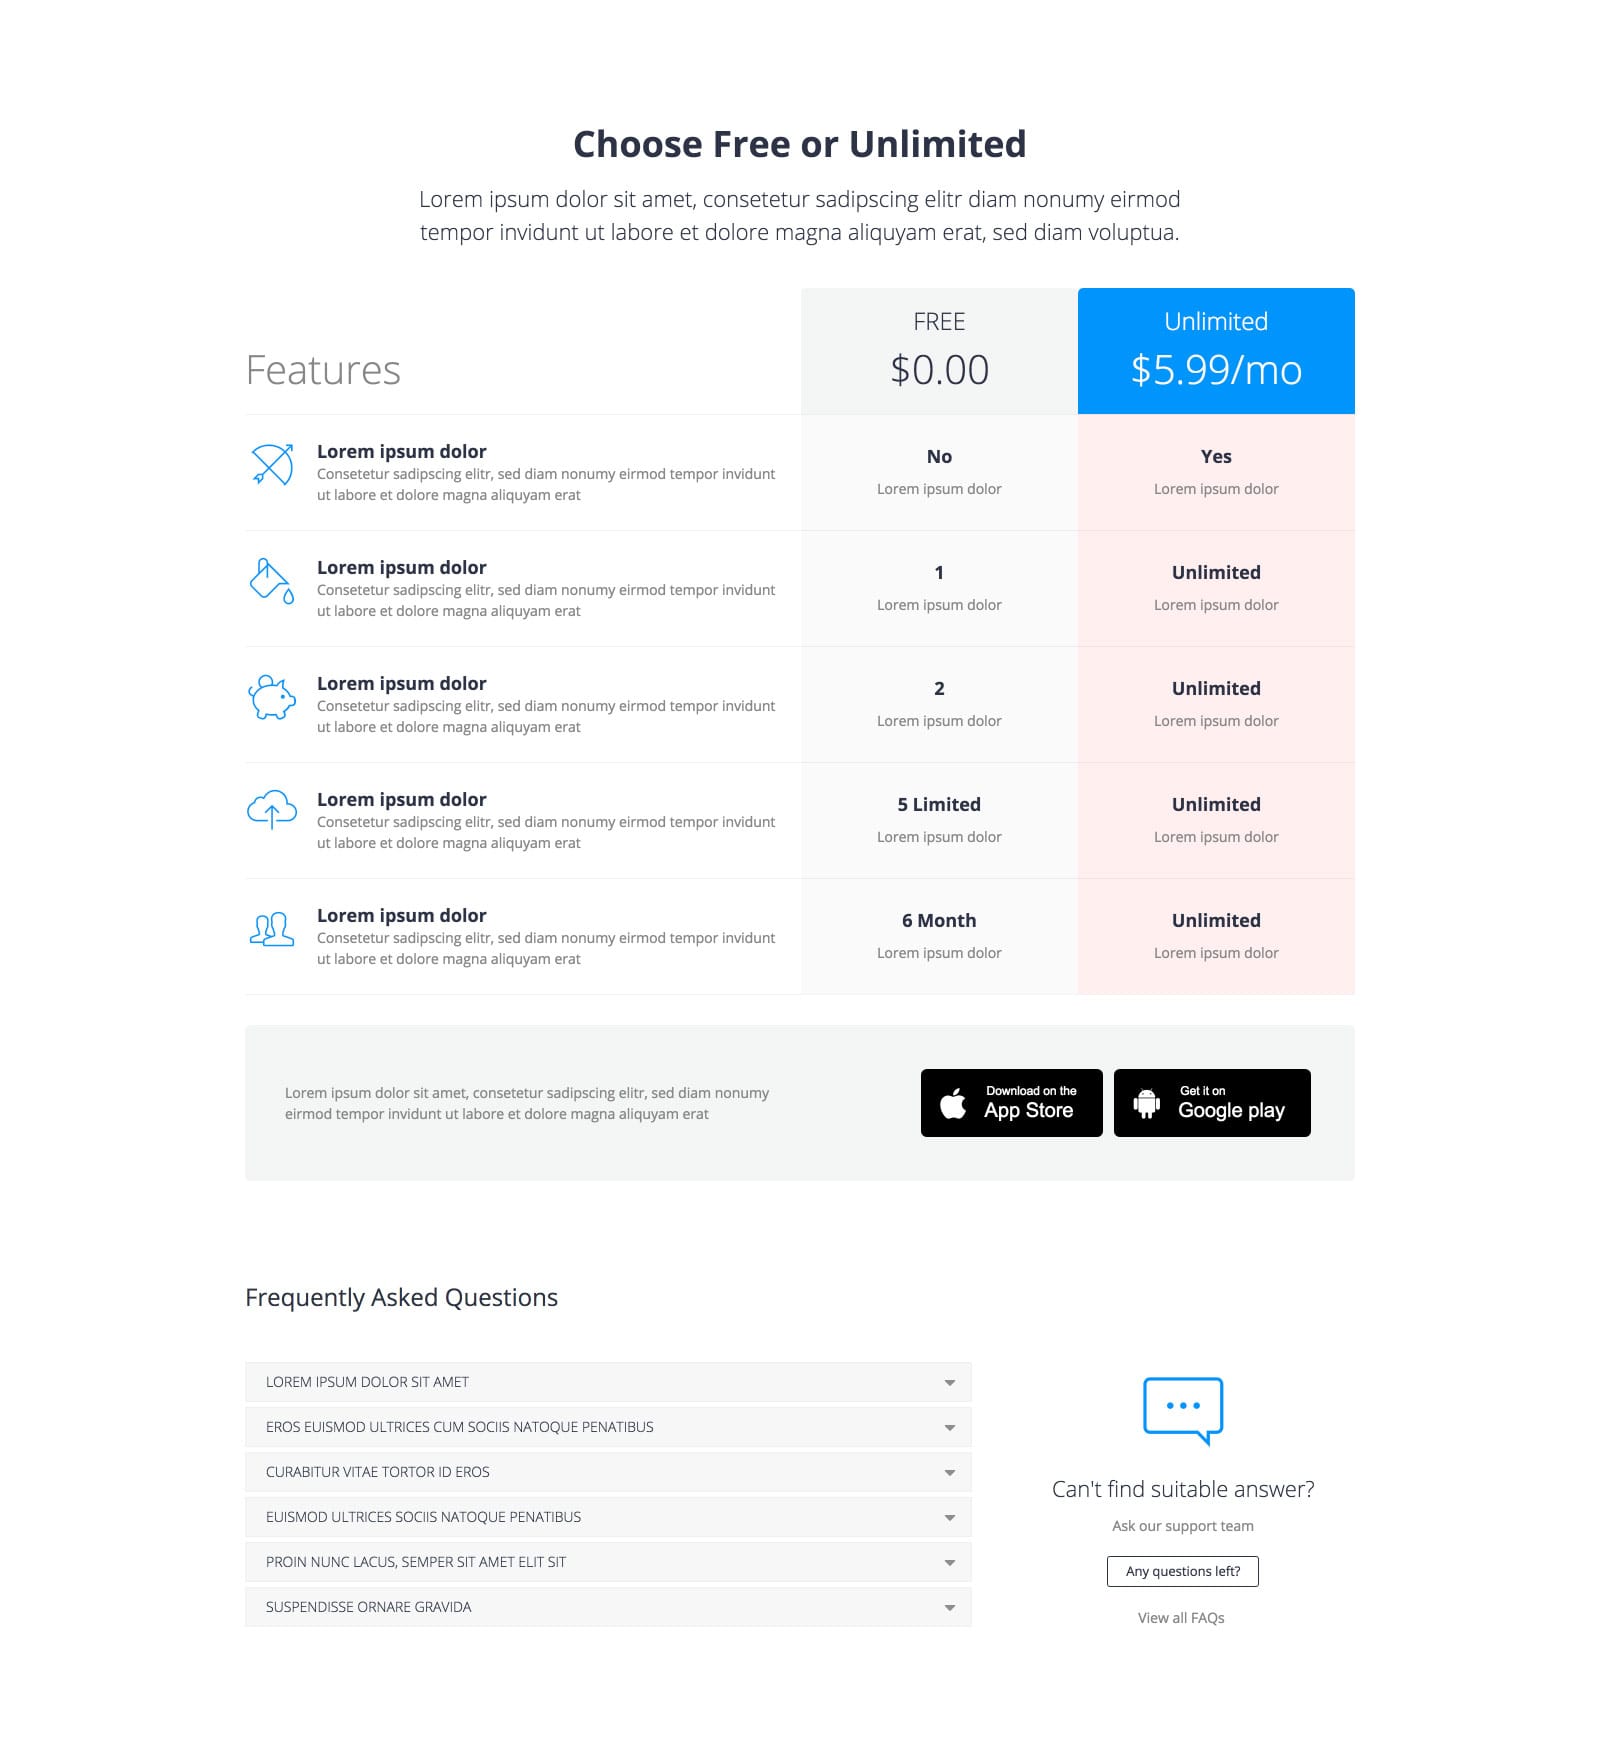 Choose Free or Unlimited
Lorem ipsum dolor sit amet, consetetur sadipscing elitr diam nonumy eirmod
tempor invidunt ut labore et dolore magna aliquyam erat, sed diam voluptua.
Features
FREE
$0.00
Unlimited
$5.99/mo
Lorem ipsum dolor
Consetetur sadipscing elitr, sed diam nonumy eirmod tempor invidunt
ut labore et dolore magna aliquyam erat
No
Lorem ipsum dolor
Yes
Lorem ipsum dolor
Lorem ipsum dolor
Consetetur sadipscing elitr, sed diam nonumy eirmod tempor invidunt
ut labore et dolore magna aliquyam erat
1
Lorem ipsum dolor
Unlimited
Lorem ipsum dolor
Lorem ipsum dolor
Consetetur sadipscing elitr, sed diam nonumy eirmod tempor invidunt
ut labore et dolore magna aliquyam erat
2
Lorem ipsum dolor
Unlimited
Lorem ipsum dolor
Lorem ipsum dolor
Consetetur sadipscing elitr, sed diam nonumy eirmod tempor invidunt
ut labore et dolore magna aliquyam erat
5 Limited
Lorem ipsum dolor
Unlimited
Lorem ipsum dolor
Lorem ipsum dolor
Consetetur sadipscing elitr, sed diam nonumy eirmod tempor invidunt
ut labore et dolore magna aliquyam erat
6 Month
Lorem ipsum dolor
Unlimited
Lorem ipsum dolor
Lorem ipsum dolor sit amet, consetetur sadipscing elitr, sed diam nonumy
eirmod tempor invidunt ut labore et dolore magna aliquyam erat
Download on the
App Store
Get it on
Google play
Frequently Asked Questions
LOREM IPSUM DOLOR SIT AMET
EROS EUISMOD ULTRICES CUM SOCIIS NATOQUE PENATIBUS
CURABITUR VITAE TORTOR ID EROS
EUISMOD ULTRICES SOCIIS NATOQUE PENATIBUS
PROIN NUNC LACUS, SEMPER SIT AMET ELIT SIT
SUSPENDISSE ORNARE GRAVIDA
Can't find suitable answer?
Ask our support team
Any questions left?
View all FAQs